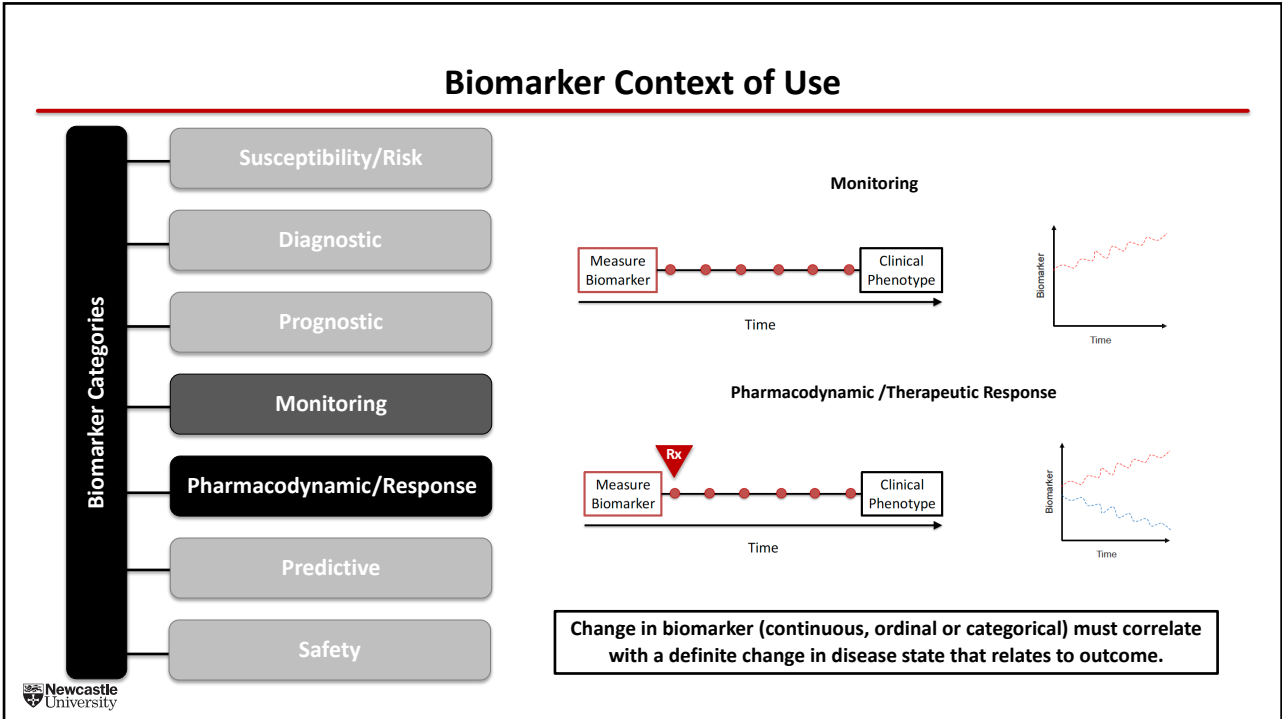 Biomarker Context of Use
Biomarker Categories
Susceptibility/Risk
Diagnostic
Prognostic
Monitoring
Pharmacodynamic/Response
Predictive
Safety
Monitoring
Measure
Biomarker
Clinical
Phenotype
Time
Biomarker
Time
Pharmacodynamic /Therapeutic Response
Rx
Measure
Biomarker
Clinical
Phenotype
Time
Biomarker
Time
Change in biomarker (continuous, ordinal or categorical) must correlate
with a definite change in disease state that relates to outcome.
Newcastle
University